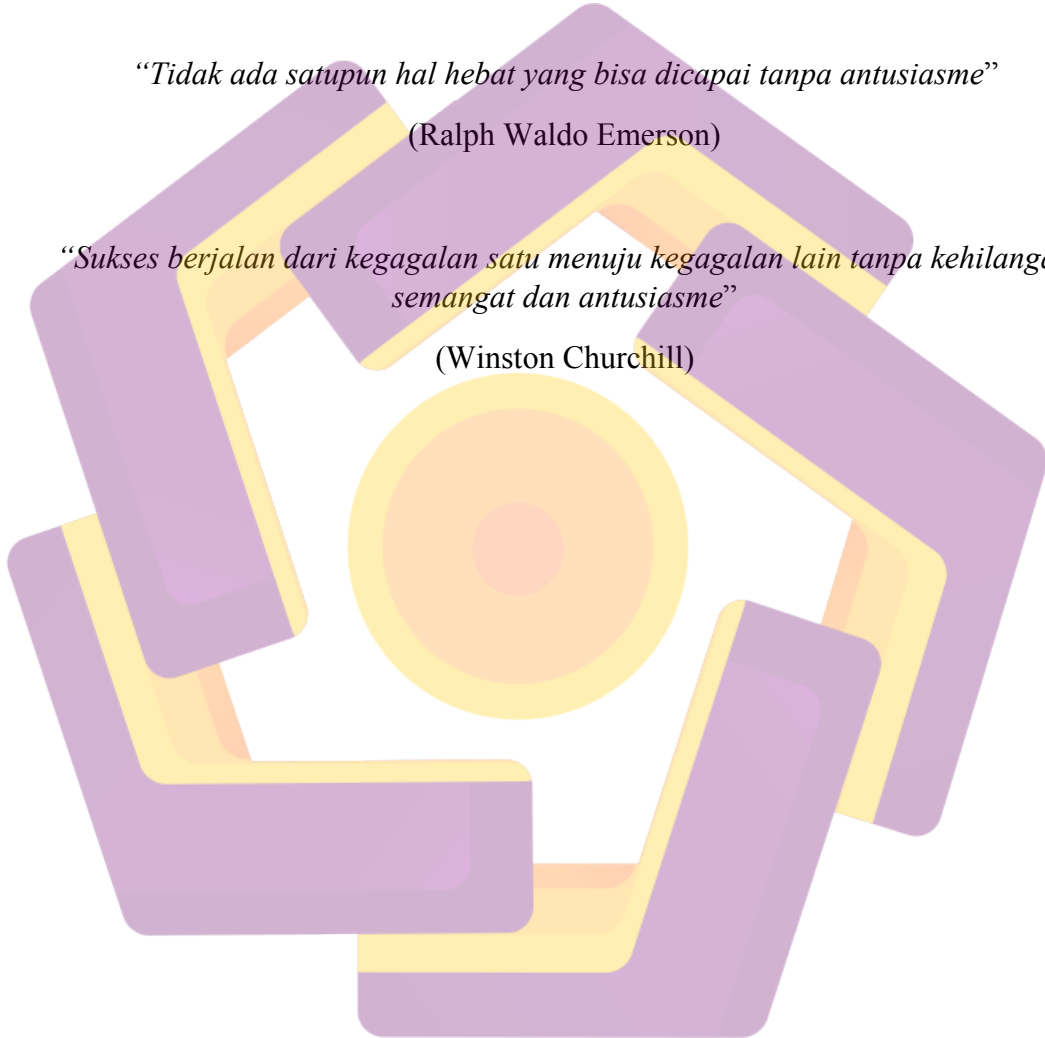 “Tidak ada satupun hal hebat yang bisa dicapai tanpa antusiasme”
(Ralph Waldo Emerson)
“Sukses berjalan dari kegagalan satu menuju kegagalan lain tanpa
semangat dan antusiasme”
(Winston Churchill)